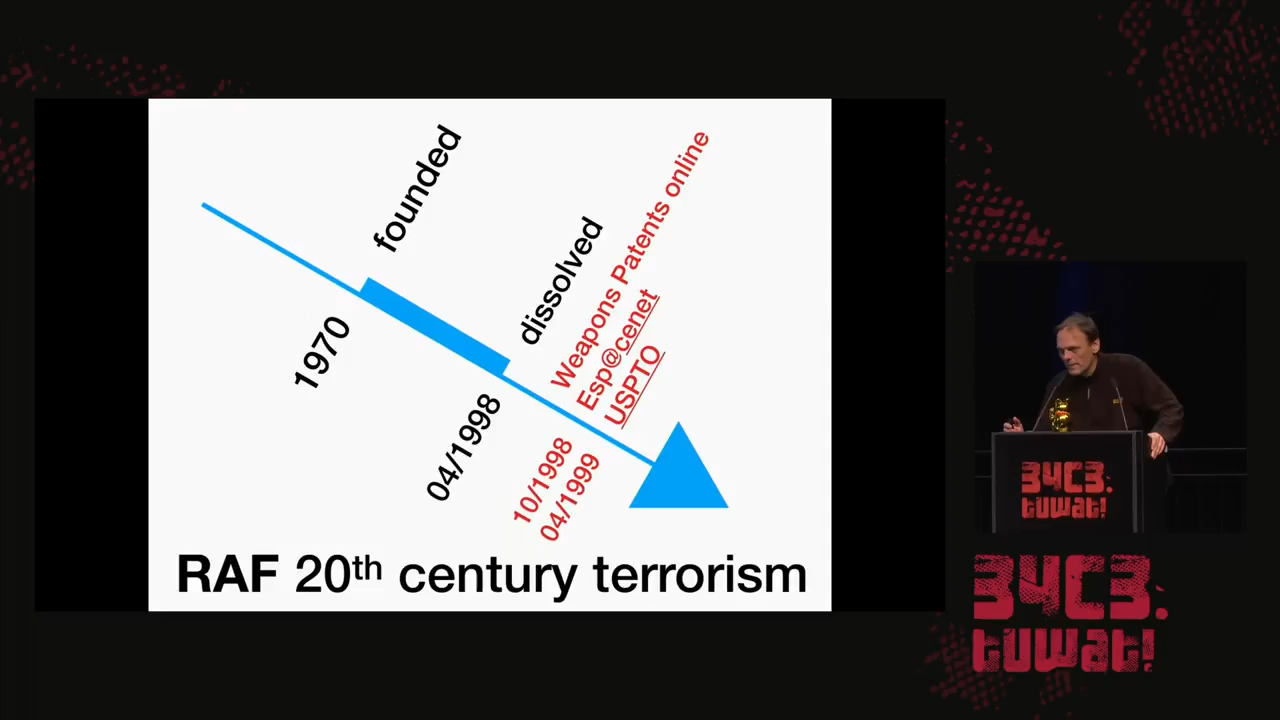 founded
1970
dissolved
04/1998
Weapons Patents online
Esp@cenet
USPTO
10/1998
04/1999
RAF 20th century terrorism
34C3.
tuwat!
34C3.
tuwat!